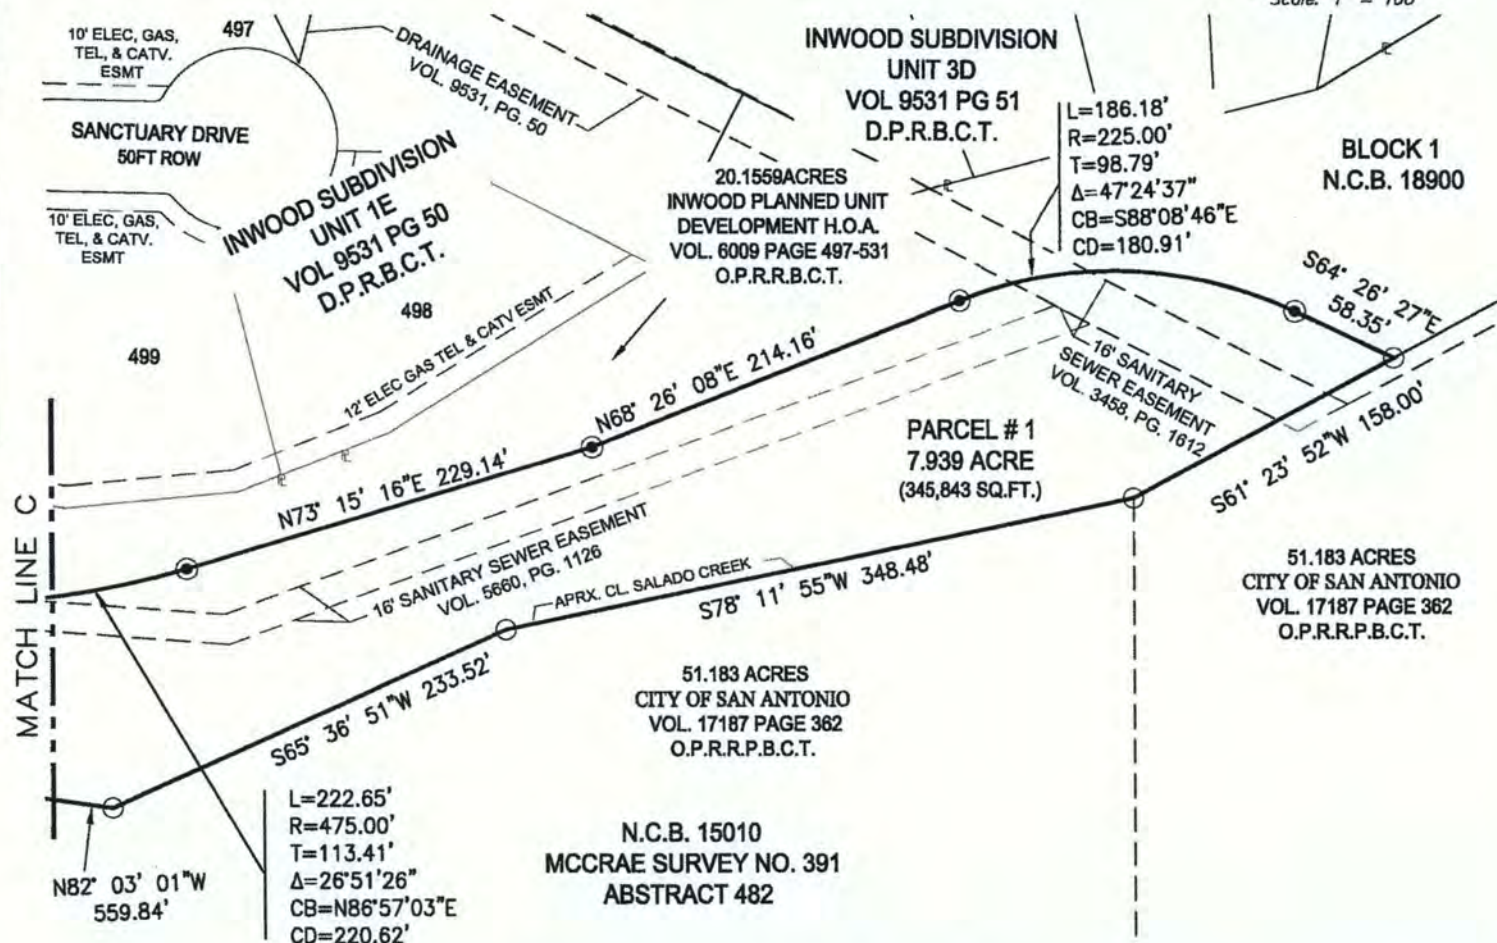 Scale: 1" = 100'
10' ELEC, GAS,
TEL, & CATV.
ESMT
497
DRAINAGE EASEMENT
VOL. 9531, PG. 50
INWOOD SUBDIVISION
UNIT 3D
VOL 9531 PG 51
D.P.R.B.C.T.
L=186.18'
R=225.00'
T=98.79'
Δ=47°24'37"
CB=S88°08'46"E
CD=180.91'
BLOCK 1
N.C.B. 18900
SANCTUARY DRIVE
50FT ROW
10' ELEC, GAS,
TEL, & CATV.
ESMT
INWOOD SUBDIVISION
UNIT 1E
VOL 9531 PG 50
D.P.R.B.C.T.
20.1559ACRES
INWOOD PLANNED UNIT
DEVELOPMENT H.O.A.
VOL. 6009 PAGE 497-531
O.P.R.R.B.C.T.
498
499
12' ELEC GAS TEL & CATV ESMT
S64° 26' 27"E
58.35'
N68° 26' 08"E 214.16'
16' SANITARY
SEWER EASEMENT
VOL. 3458, PG. 1612
PARCEL # 1
7.939 ACRE
(345,843 SQ.FT.)
S61° 23' 52"W 158.00'
N73° 15' 16"E 229.14'
MATCH LINE C
16' SANITARY SEWER EASEMENT
VOL. 5660, PG. 1126
APRX. CL. SALADO CREEK
S78° 11' 55"W 348.48'
51.183 ACRES
CITY OF SAN ANTONIO
VOL. 17187 PAGE 362
O.P.R.R.P.B.C.T.
S65° 36' 51"W 233.52'
51.183 ACRES
CITY OF SAN ANTONIO
VOL. 17187 PAGE 362
O.P.R.R.P.B.C.T.
N82° 03' 01"W
559.84'
L=222.65'
R=475.00'
T=113.41'
Δ=26°51'26"
CB=N86°57'03"E
CD=220.62'
N.C.B. 15010
MCCRAE SURVEY NO. 391
ABSTRACT 482